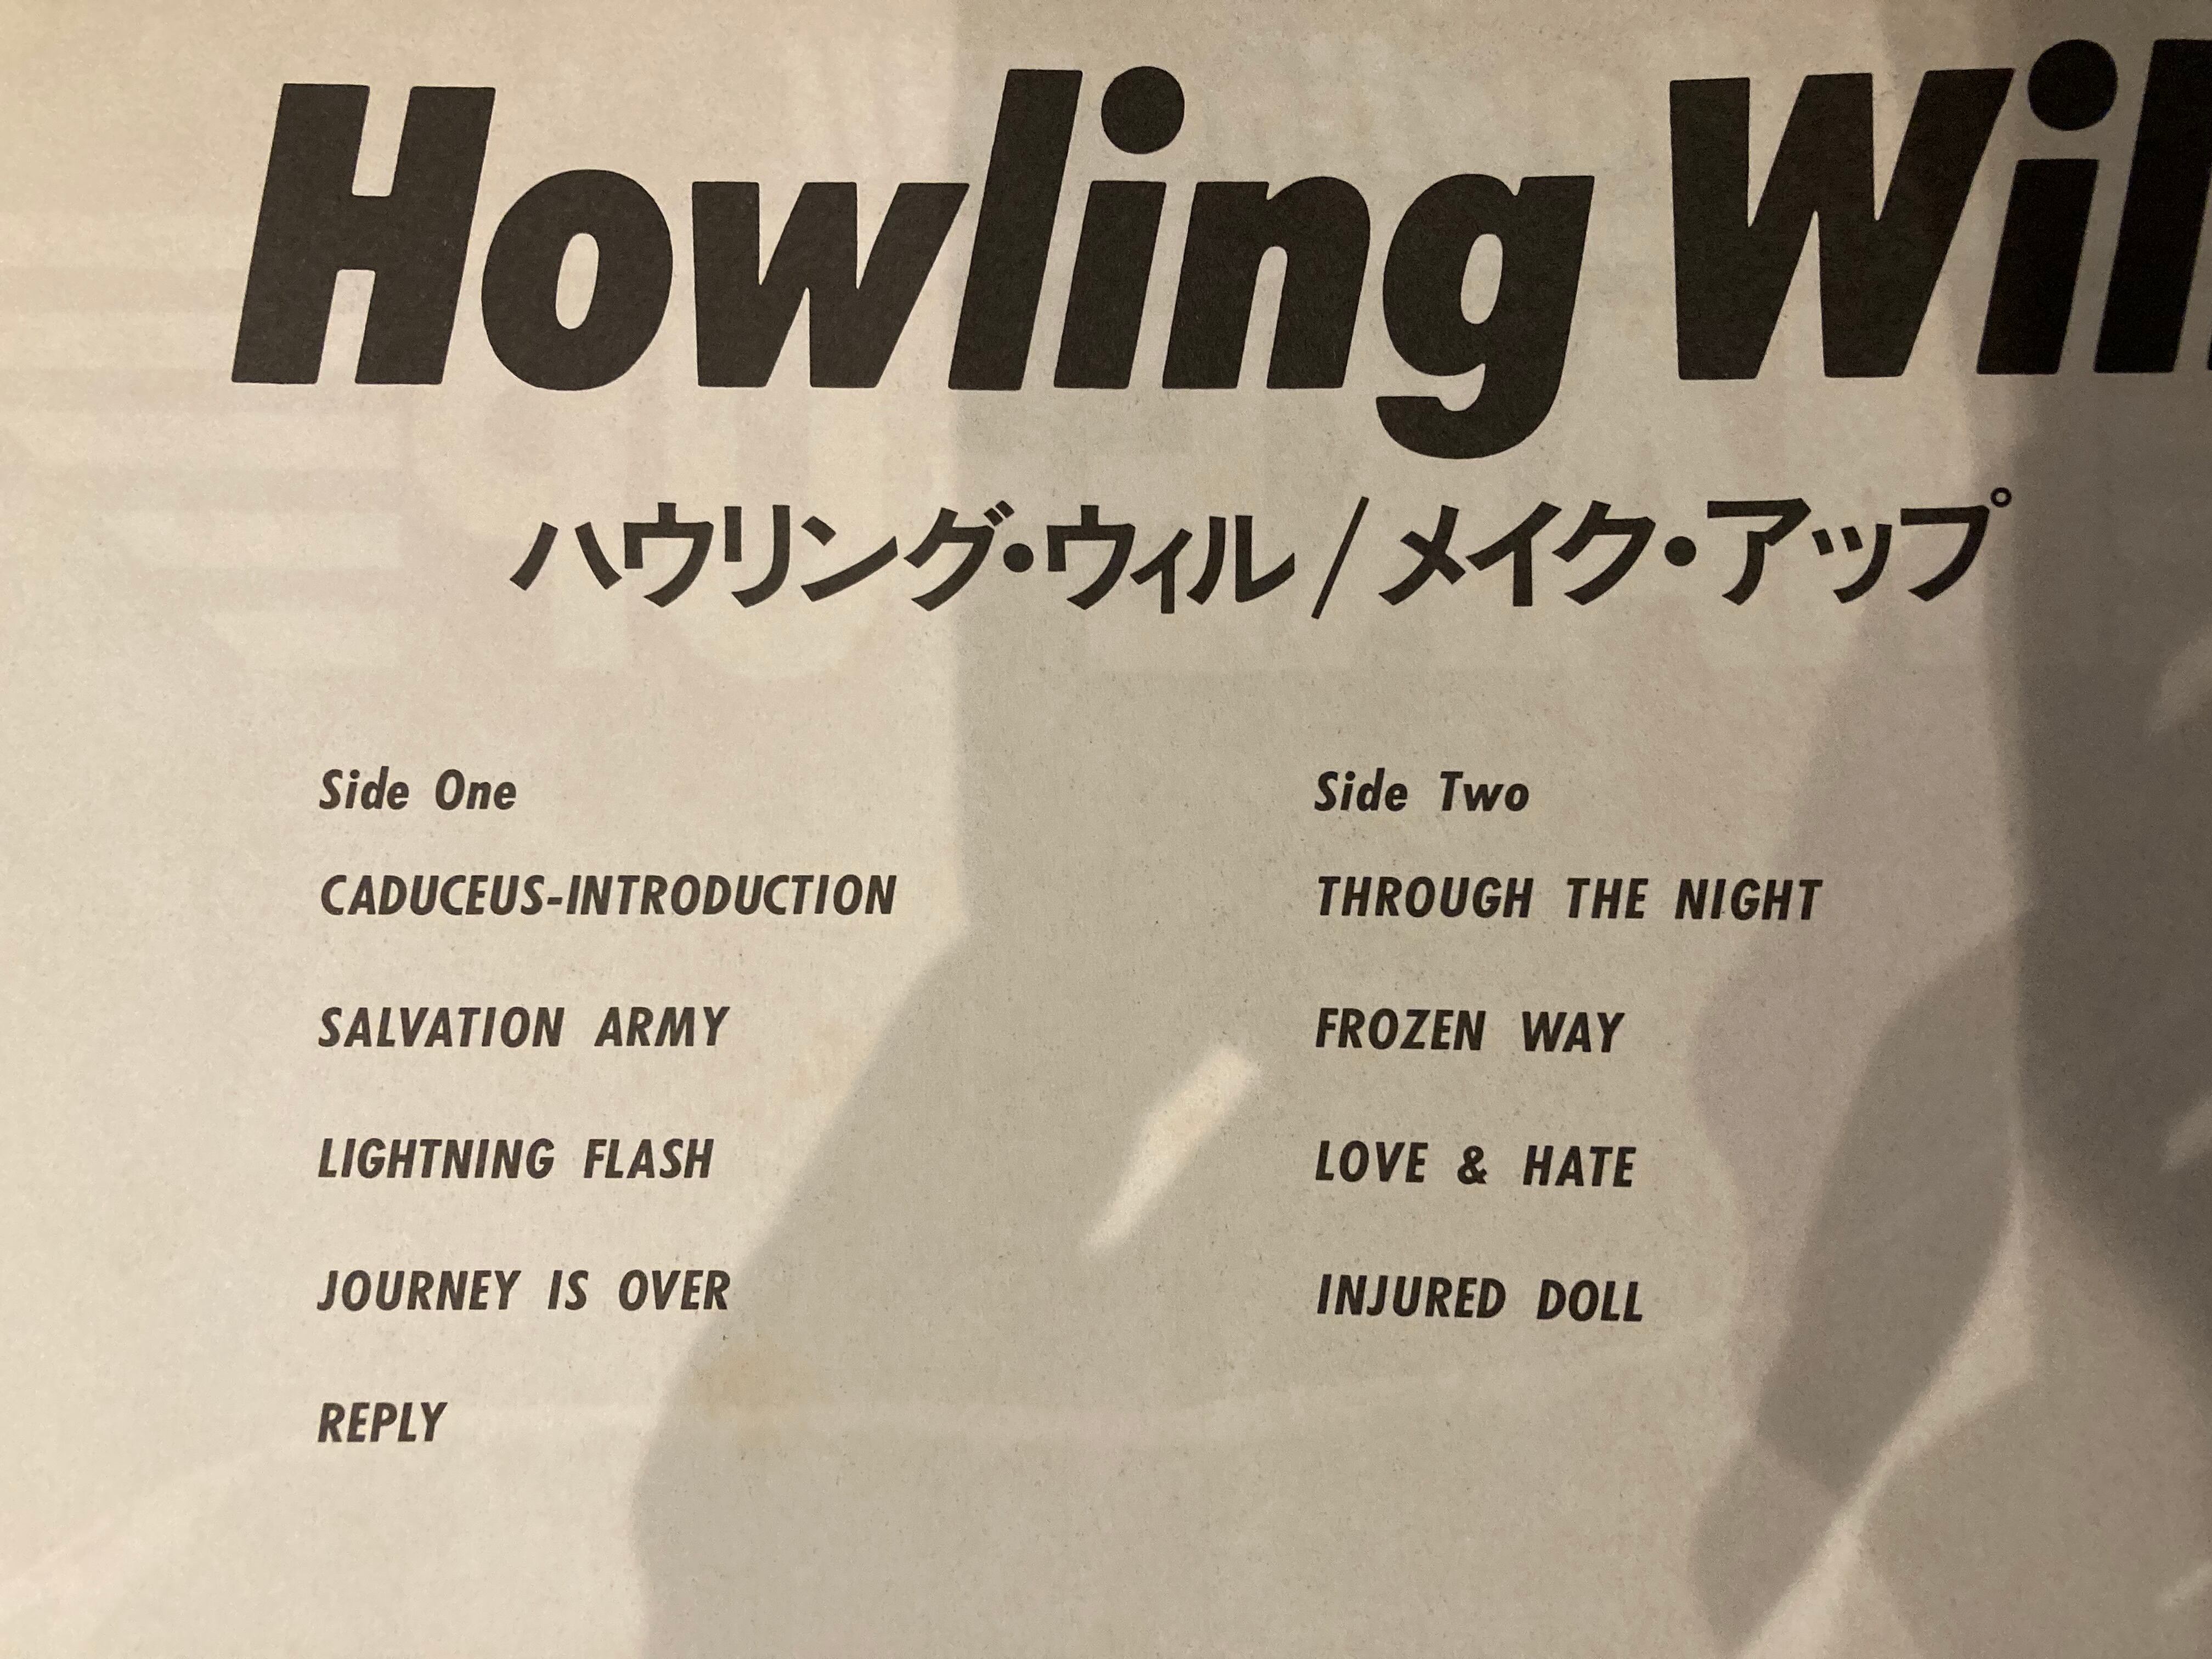 Howling Will
ハウリング・ウィル/メイク・アップ
Side One
CADUCEUS-INTRODUCTION
SALVATION ARMY
LIGHTNING FLASH
JOURNEY IS OVER
REPLY
Side Two
THROUGH THE NIGHT
FROZEN WAY
LOVE & HATE
INJURED DOLL